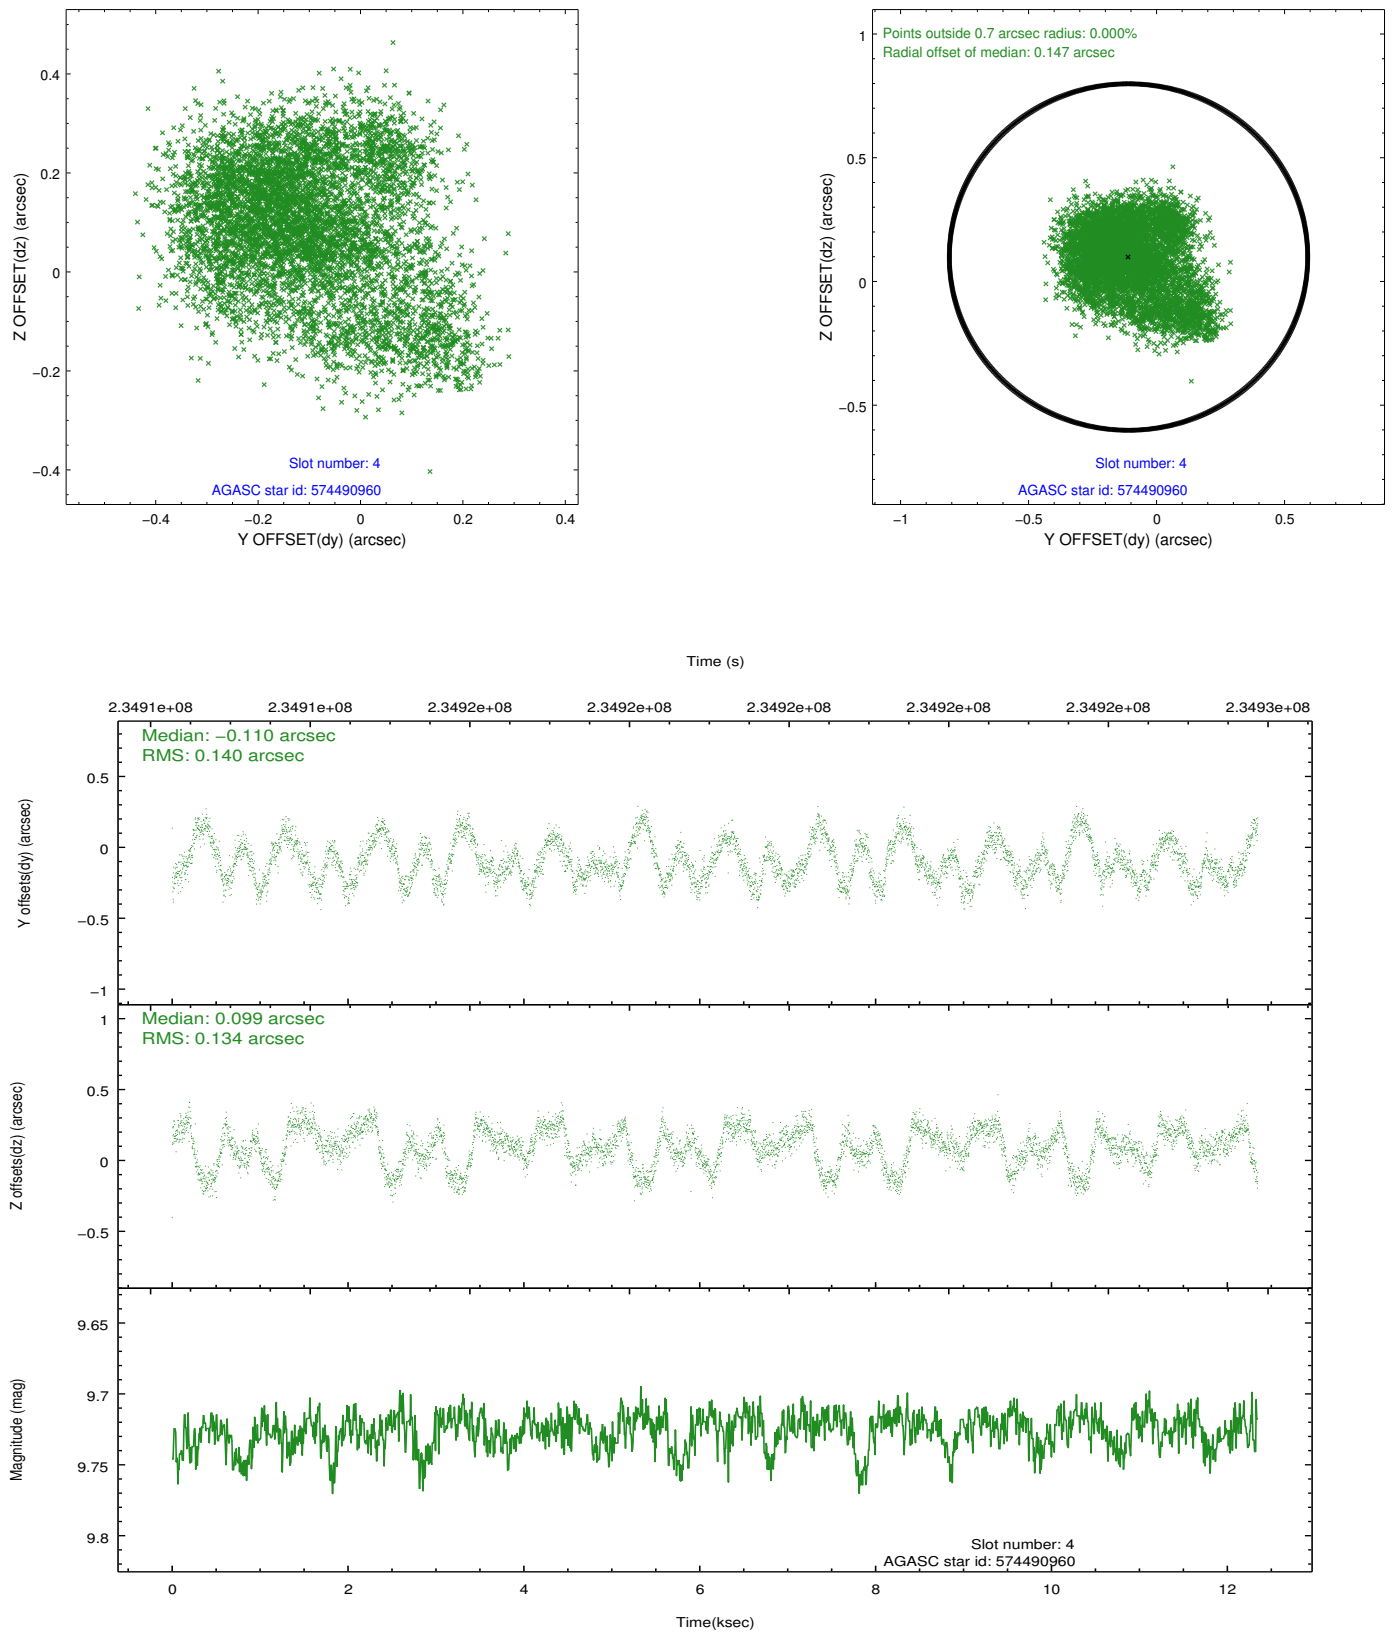 0.4
0.2
0
−0.2
−0.4
Z OFFSET(dz) (arcsec)
Slot number: 4
AGASC star id: 574490960
−0.4
−0.2
0
0.2
0.4
Y OFFSET(dy) (arcsec)
Points outside 0.7 arcsec radius: 0.000%
Radial offset of median: 0.147 arcsec
1
0.5
0
−0.5
Z OFFSET(dz) (arcsec)
Slot number: 4
AGASC star id: 574490960
−1
−0.5
0
0.5
Y OFFSET(dy) (arcsec)
Time (s)
2.3491e+08
2.3491e+08
2.3492e+08
2.3492e+08
2.3492e+08
2.3492e+08
2.3492e+08
2.3493e+08
Median: −0.110 arcsec
RMS: 0.140 arcsec
0.5
0
−0.5
−1
Y offsets(dy) (arcsec)
Median: 0.099 arcsec
RMS: 0.134 arcsec
1
0.5
0
−0.5
Z offsets(dz) (arcsec)
9.65
9.7
9.75
9.8
Magnitude (mag)
Slot number: 4
AGASC star id: 574490960
0
2
4
6
8
10
12
Time(ksec)